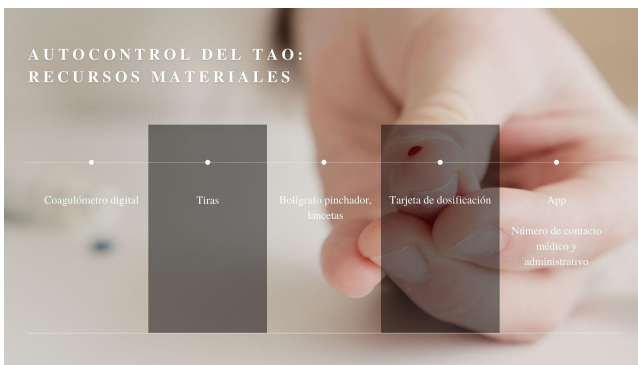 AUTOCONTROL DEL TAO:
RECURSOS MATERIALES
Coagulómetro digital
Tiras
Bolígrafo pinchador,
lancetas
Tarjeta de dosificación
App
Número de contacto
médico y
administrativo